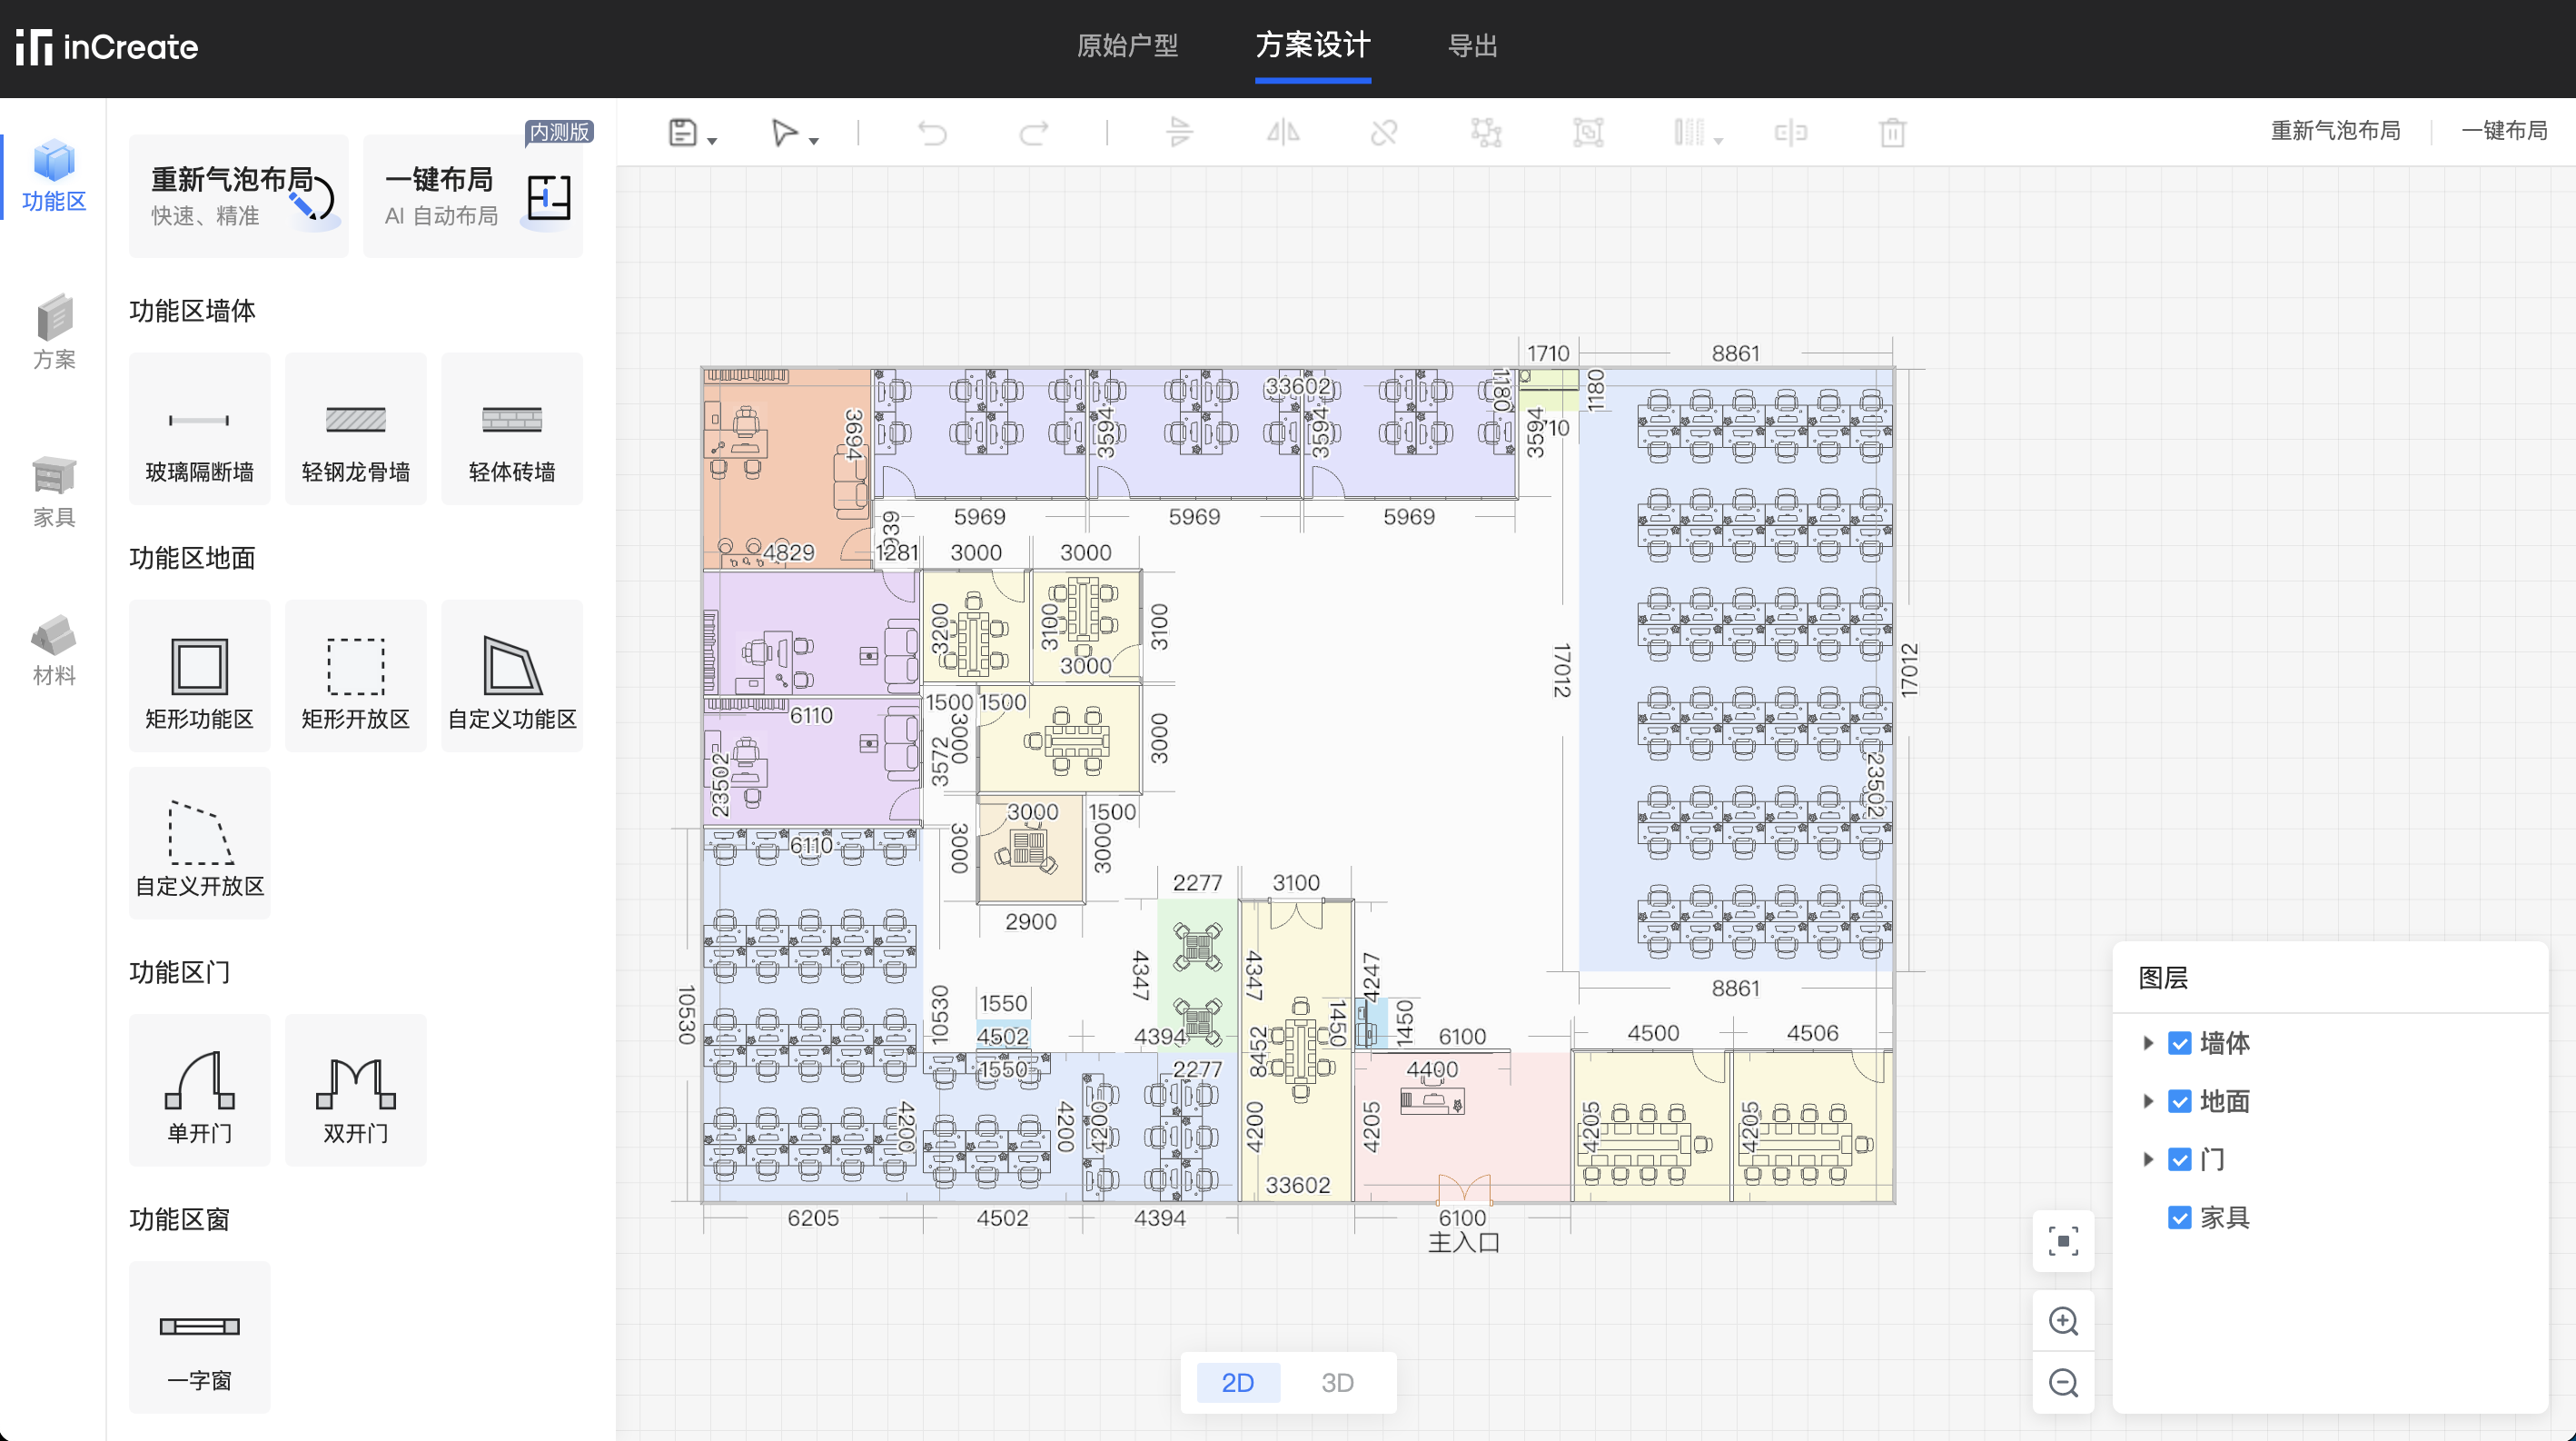 inCreate
原始户型
方案设计
导出
重新气泡布局
一键布局
功能区
方案
家具
材料
内测版
重新气泡布局
快速、精准
一键布局
AI 自动布局
功能区墙体
玻璃隔断墙
轻钢龙骨墙
轻体砖墙
功能区地面
矩形功能区
矩形开放区
自定义功能区
自定义开放区
功能区门
单开门
双开门
功能区窗
一字窗
1710
8861
33602
1180
1180
3694
3594
3594
3594
5969
5969
5969
4829
1281
3000
3000
3200
3100
3100
3000
17012
17012
1500
1500
6110
3572
3000
3000
23502
23502
3000
1500
6110
3000
3000
2900
2277
3100
4347
4347
4247
10530
10530
1550
4502
4394
1450
1450
6100
8861
4500
4506
1550
2277
8452
4400
4200
4200
4200
4200
4205
4205
4205
33602
6205
4502
4394
6100
主入口
2D
3D
图层
墙体
地面
门
家具